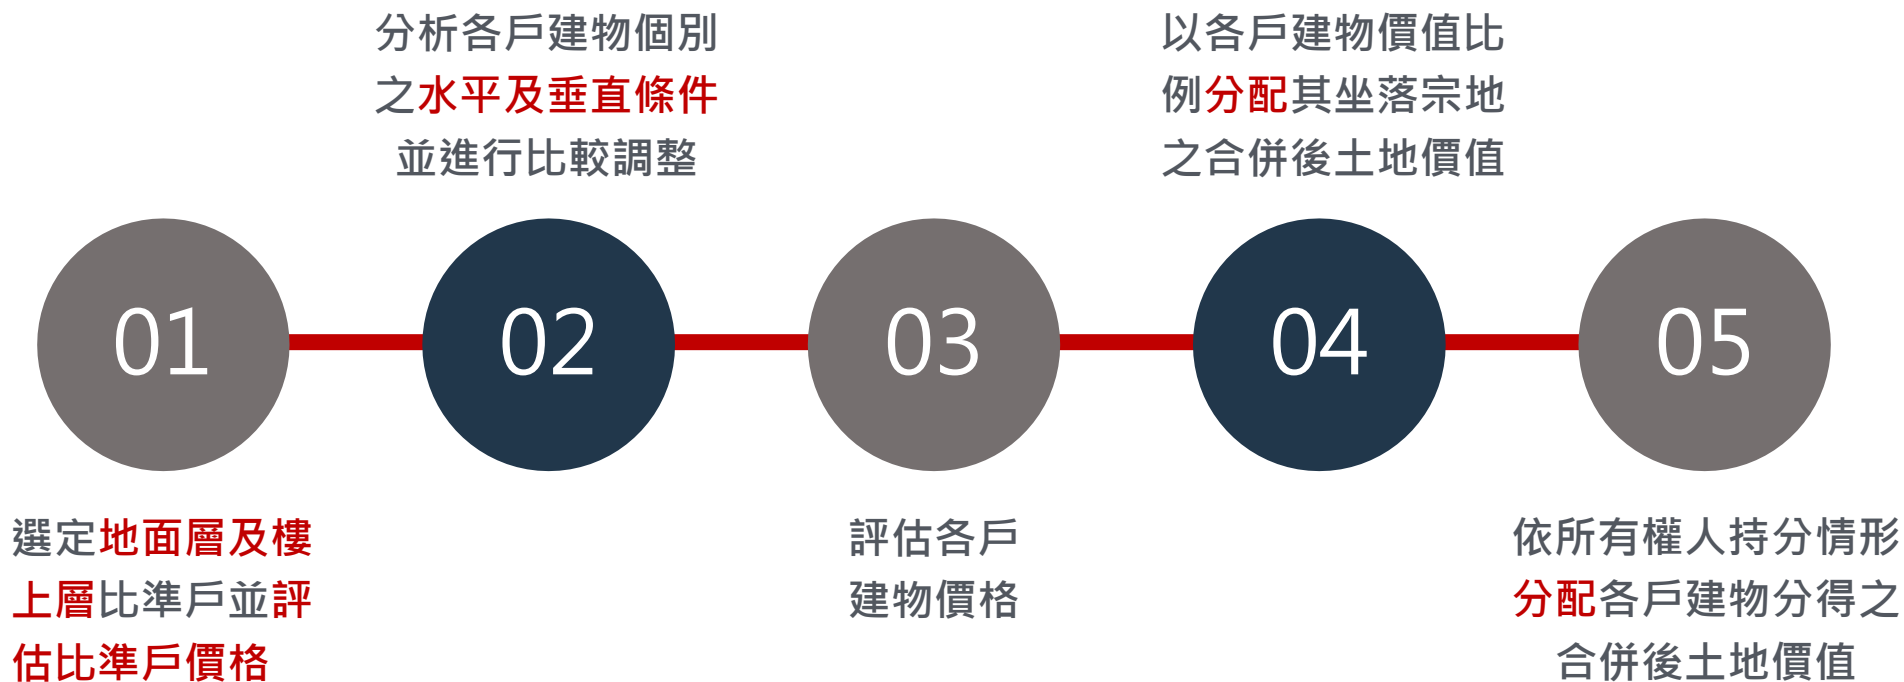 01
選定地面層及樓
上層比準戶並評
估比準戶價格
02
分析各戶建物個別
之水平及垂直條件
並進行比較調整
03
評估各戶
建物價格
04
以各戶建物價值比
例分配其坐落宗地
之合併後土地價值
05
依所有權人持分情形
分配各戶建物分得之
合併後土地價值